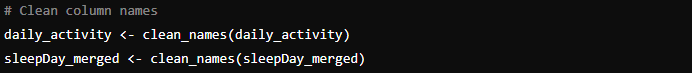 # Clean column names
daily_activity <- clean_names(daily_activity)
sleepDay_merged <- clean_names(sleepDay_merged)